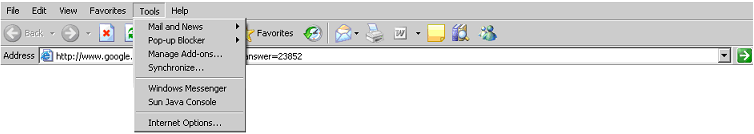 File Edit View Favorites Tools Help
Back Favorites
Address http://www.google. answer=23852
Mail and News
Pop-up Blocker
Manage Add-ons...
Synchronize...
Windows Messenger
Sun Java Console
Internet Options...